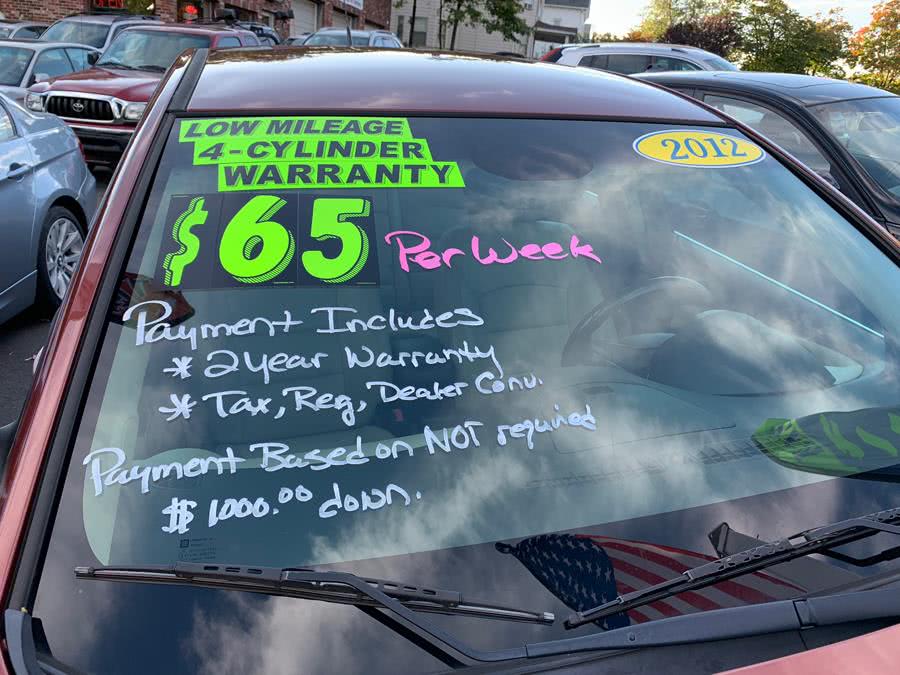 LOW MILEAGE
4-CYLINDER
WARRANTY
2012
$65 Per Week
Payment Includes
* 2 year Warranty
* Tax, Reg, Dealer Conv.
Payment Based on NOT required
$1000.00 down.